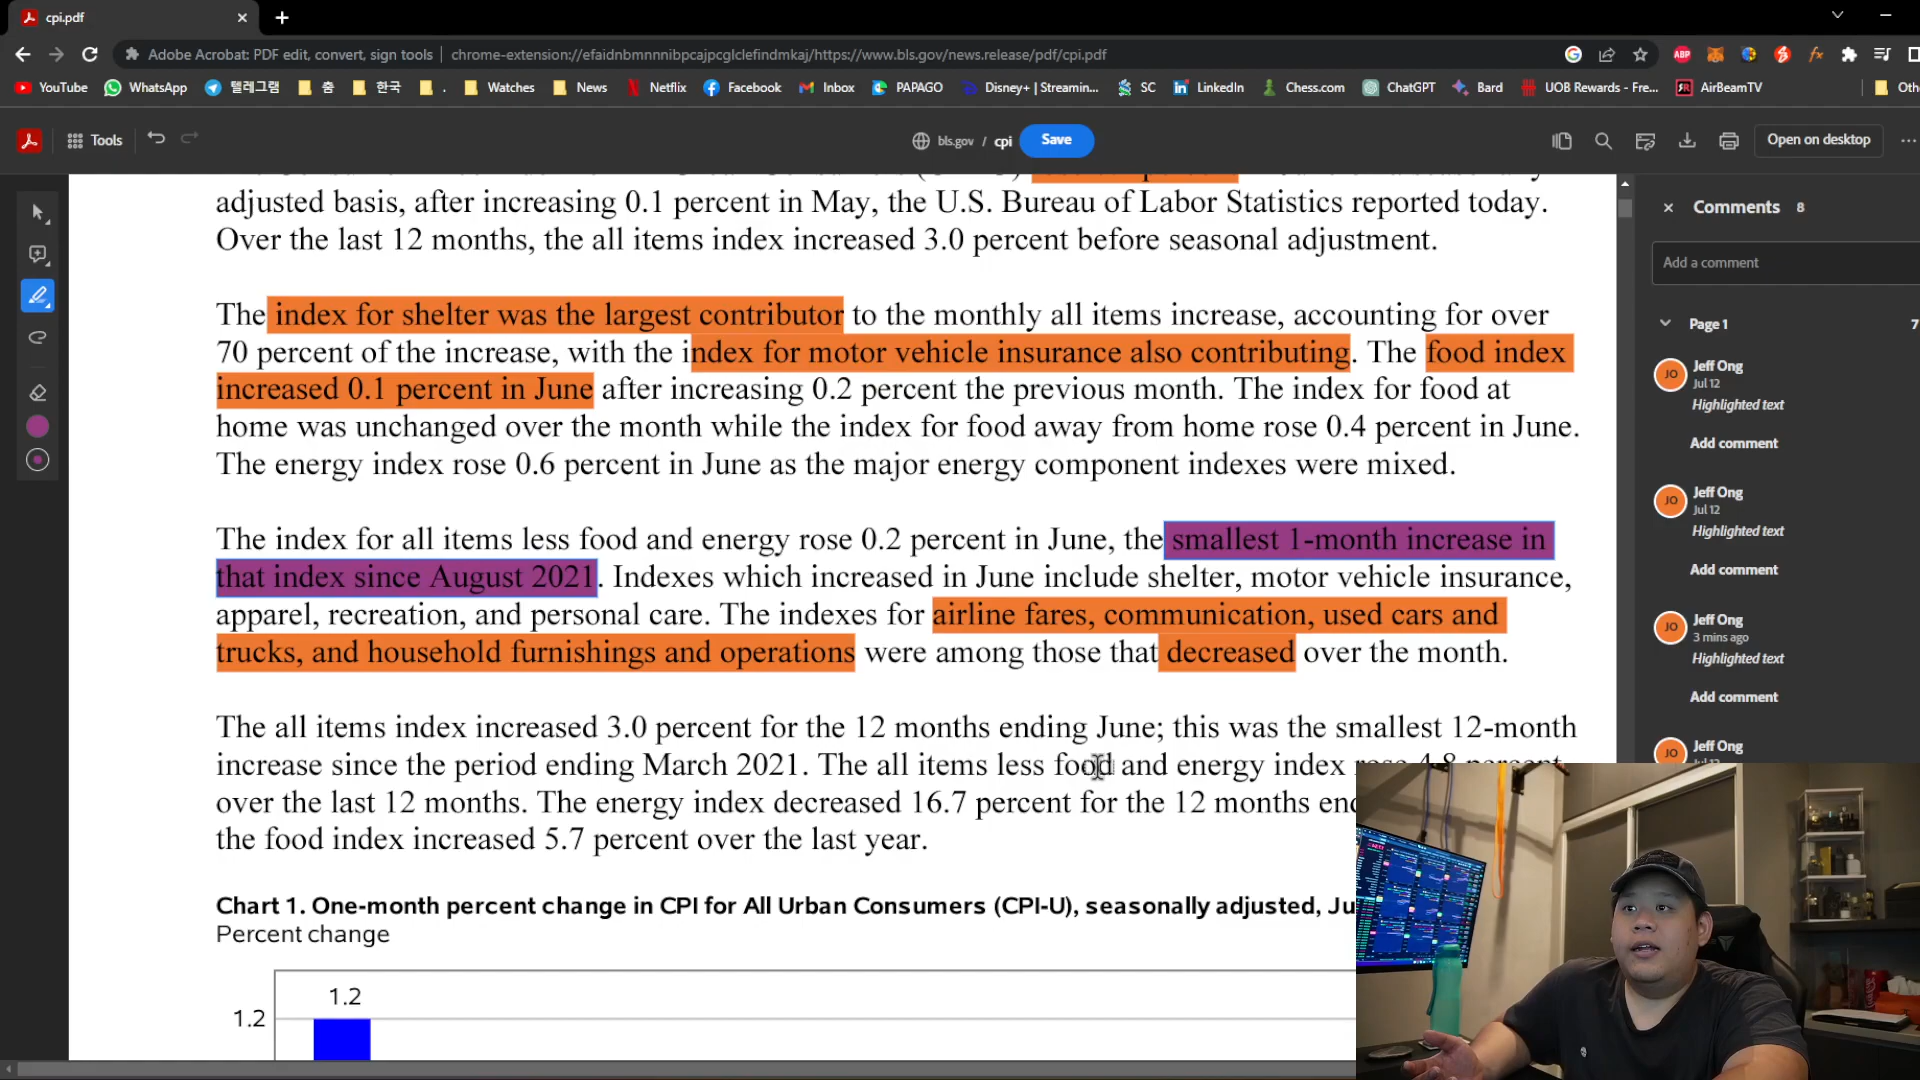 cpi.pdf
Adobe Acrobat: PDF edit, convert, sign tools | chrome-extension://efaidnbmnnnibpcajpcglclefindmkaj/https://www.bls.gov/news.release/pdf/cpi.pdf
YouTube WhatsApp 텔레그램 춤 한국 . Watches News Netflix Facebook Inbox PAPAGO Disney+ | Streamin... SC LinkedIn Chess.com ChatGPT Bard UOB Rewards - Fre... AirBeamTV
Tools bls.gov / cpi Save Open on desktop
adjusted basis, after increasing 0.1 percent in May, the U.S. Bureau of Labor Statistics reported today.
Over the last 12 months, the all items index increased 3.0 percent before seasonal adjustment.
The index for shelter was the largest contributor to the monthly all items increase, accounting for over
70 percent of the increase, with the index for motor vehicle insurance also contributing. The food index
increased 0.1 percent in June after increasing 0.2 percent the previous month. The index for food at
home was unchanged over the month while the index for food away from home rose 0.4 percent in June.
The energy index rose 0.6 percent in June as the major energy component indexes were mixed.
The index for all items less food and energy rose 0.2 percent in June, the smallest 1-month increase in
that index since August 2021. Indexes which increased in June include shelter, motor vehicle insurance,
apparel, recreation, and personal care. The indexes for airline fares, communication, used cars and
trucks, and household furnishings and operations were among those that decreased over the month.
The all items index increased 3.0 percent for the 12 months ending June; this was the smallest 12-month
increase since the period ending March 2021. The all items less food and energy index rose 4.8 percent
over the last 12 months. The energy index decreased 16.7 percent for the 12 months
the food index increased 5.7 percent over the last year.
Chart 1. One-month percent change in CPI for All Urban Consumers (CPI-U), seasonally adjusted,
Percent change
1.2
1.2
Comments 8
Add a comment
Page 1 7
JO Jeff Ong
Jul 12
Highlighted text
Add comment
JO Jeff Ong
Jul 12
Highlighted text
Add comment
JO Jeff Ong
3 mins ago
Highlighted text
Add comment
JO Jeff Ong